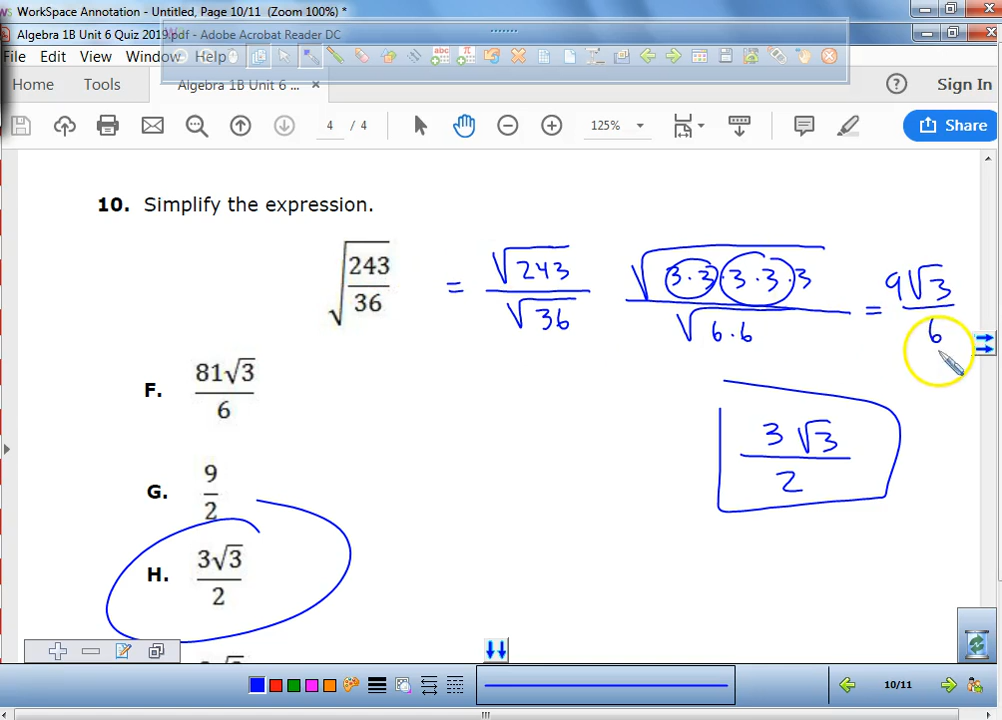 WorkSpace Annotation - Untitled, Page 10/11 (Zoom 100%) *
Algebra 1B Unit 6 Quiz 2019.pdf - Adobe Acrobat Reader DC
File Edit View Window Help
Home Tools Algebra 1B Unit 6 ... × ? Sign In
4 / 4 125% Share
10. Simplify the expression.
√(243/36) = √243/√36 √(3·3·3·3·3)/√(6·6) = 9√3/6
F. 81√3/6
3√3/2
G. 9/2
H. 3√3/2
10/11